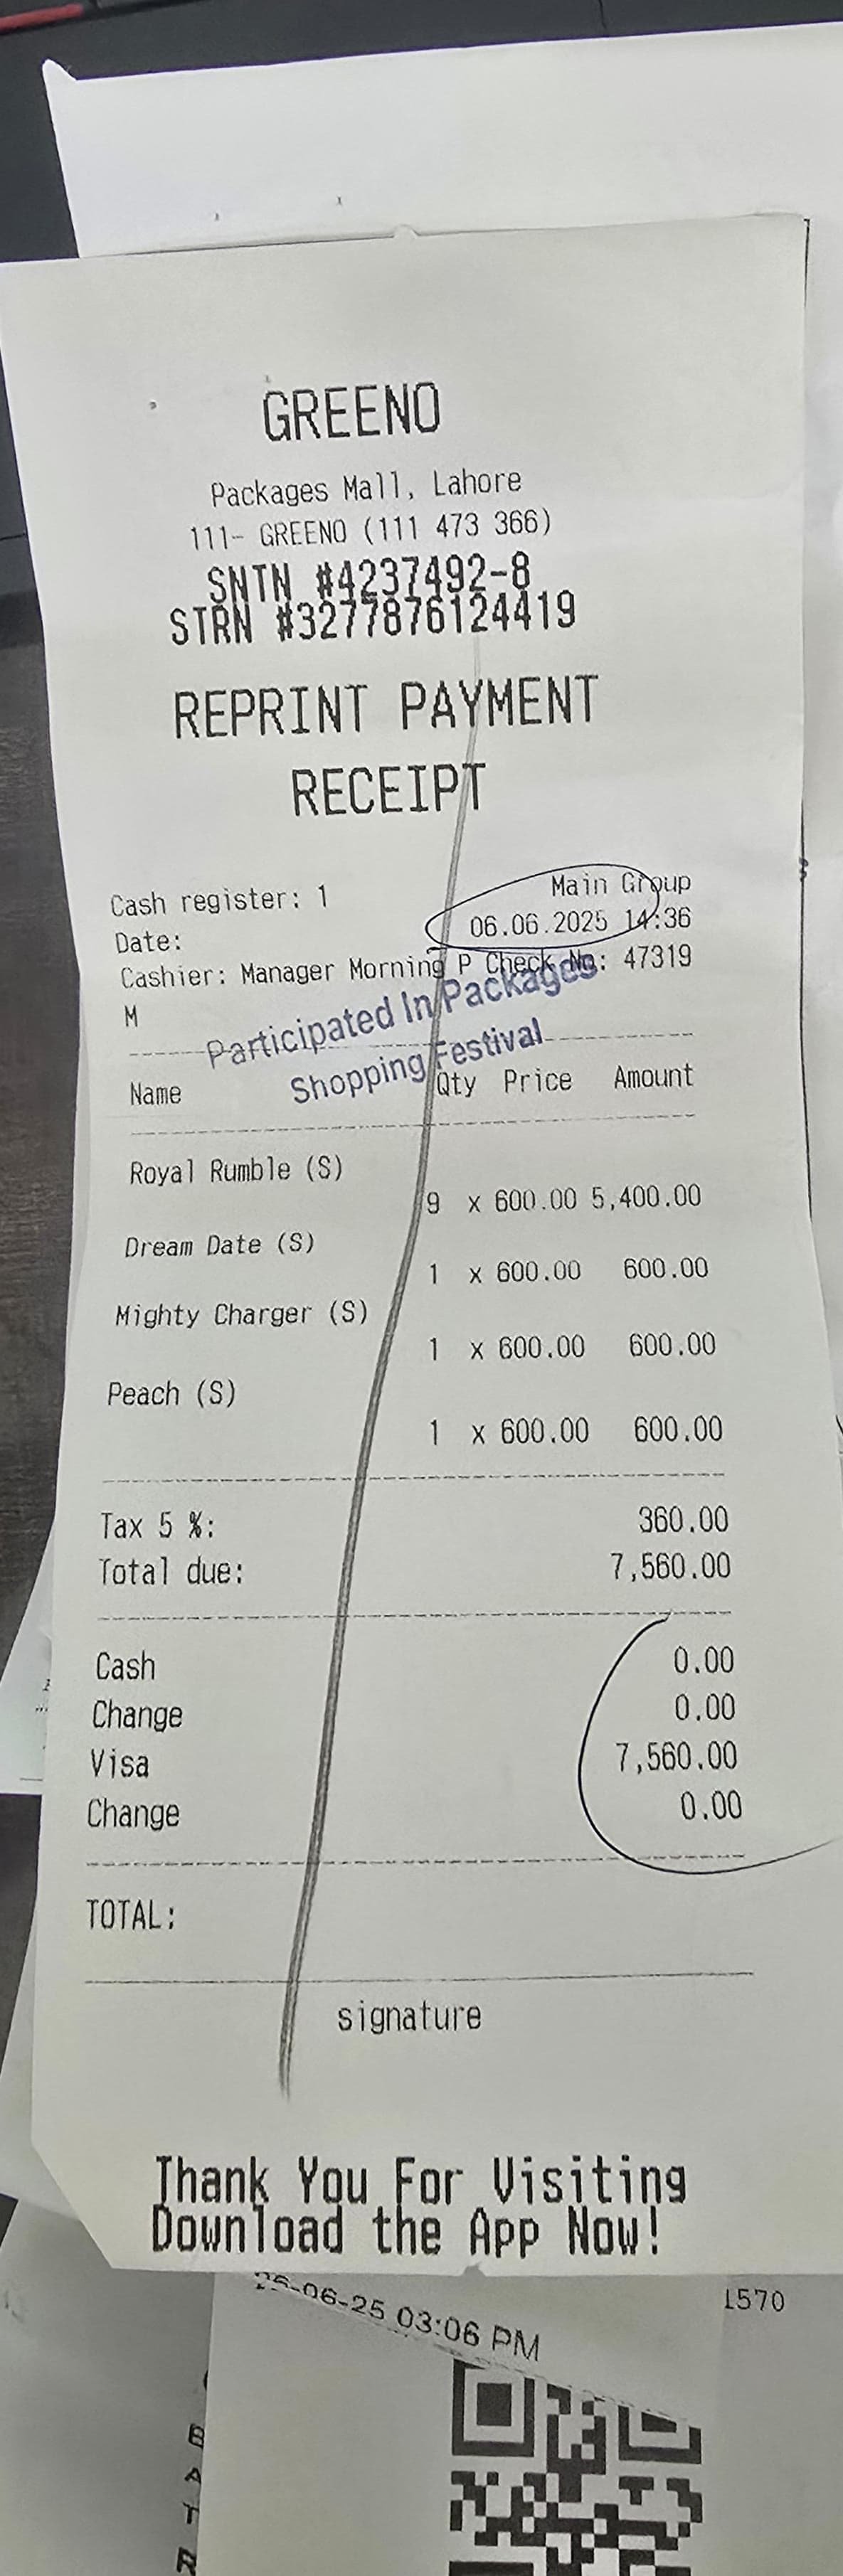 GREENO
Packages Mall, Lahore
111- GREENO (111 473 366)
SNTN #4237492-8
STRN #3277876124419
REPRINT PAYMENT
RECEIPT
Cash register: 1 Main Group
Date: 06.06.2025 14:36
Cashier: Manager Morning P Check No: 47319
M
Participated In Packages
Shopping Festival
Name Qty Price Amount
Royal Rumble (S)
9 x 600.00 5,400.00
Dream Date (S)
1 x 600.00 600.00
Mighty Charger (S)
1 x 600.00 600.00
Peach (S)
1 x 600.00 600.00
Tax 5 %: 360.00
Total due: 7,560.00
Cash 0.00
Change 0.00
Visa 7,560.00
Change 0.00
TOTAL:
signature
Thank You For Visiting
Download the App Now!
-06-25 03:06 PM
1570